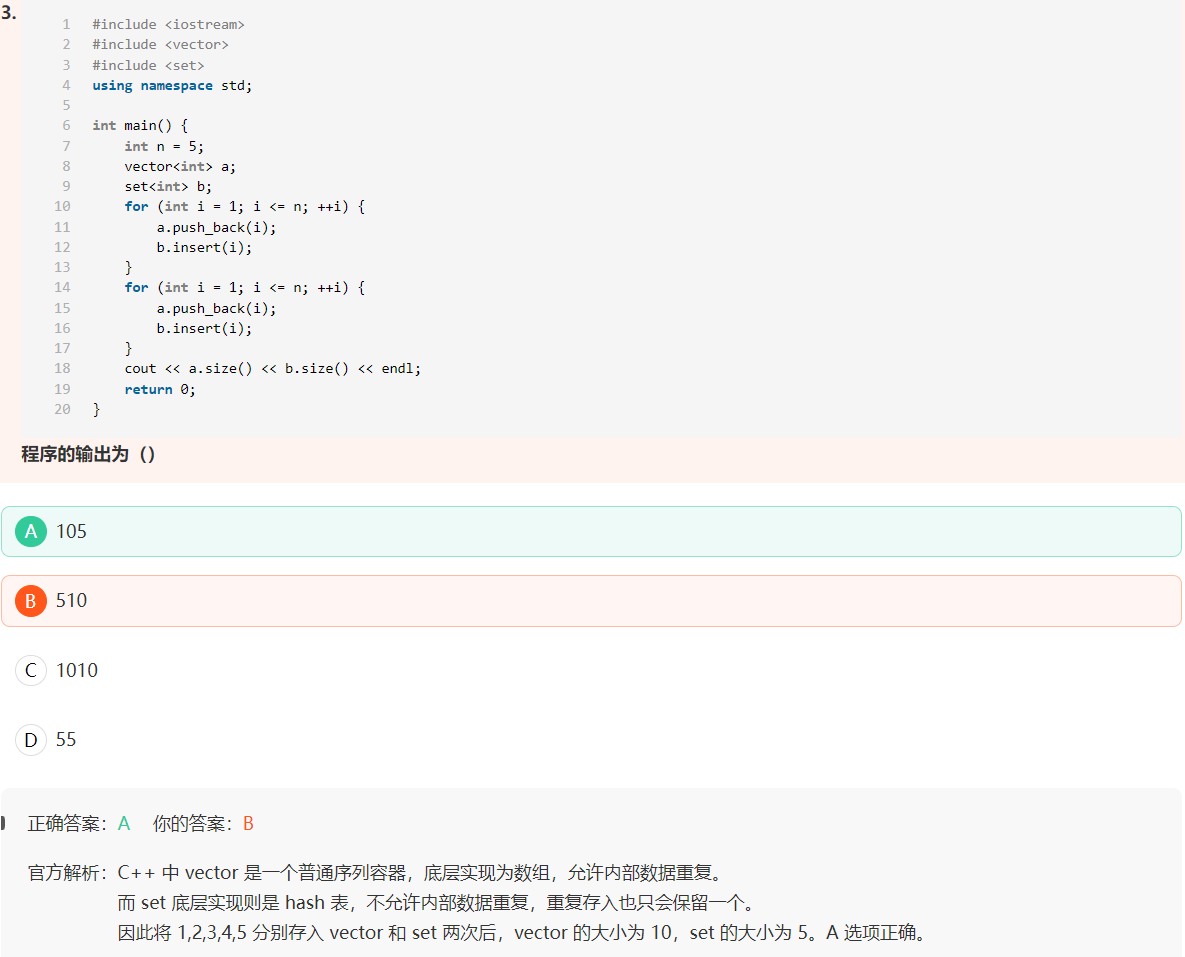 3.
1 #include <iostream>
2 #include <vector>
3 #include <set>
4 using namespace std;
5
6 int main() {
7     int n = 5;
8     vector<int> a;
9     set<int> b;
10     for (int i = 1; i <= n; ++i) {
11         a.push_back(i);
12         b.insert(i);
13     }
14     for (int i = 1; i <= n; ++i) {
15         a.push_back(i);
16         b.insert(i);
17     }
18     cout << a.size() << b.size() << endl;
19     return 0;
20 }
程序的输出为（）
A 105
B 510
C 1010
D 55
正确答案：A 你的答案：B
官方解析：C++ 中 vector 是一个普通序列容器，底层实现为数组，允许内部数据重复。
而 set 底层实现则是 hash 表，不允许内部数据重复，重复存入也只会保留一个。
因此将 1,2,3,4,5 分别存入 vector 和 set 两次后，vector 的大小为 10，set 的大小为 5。A 选项正确。